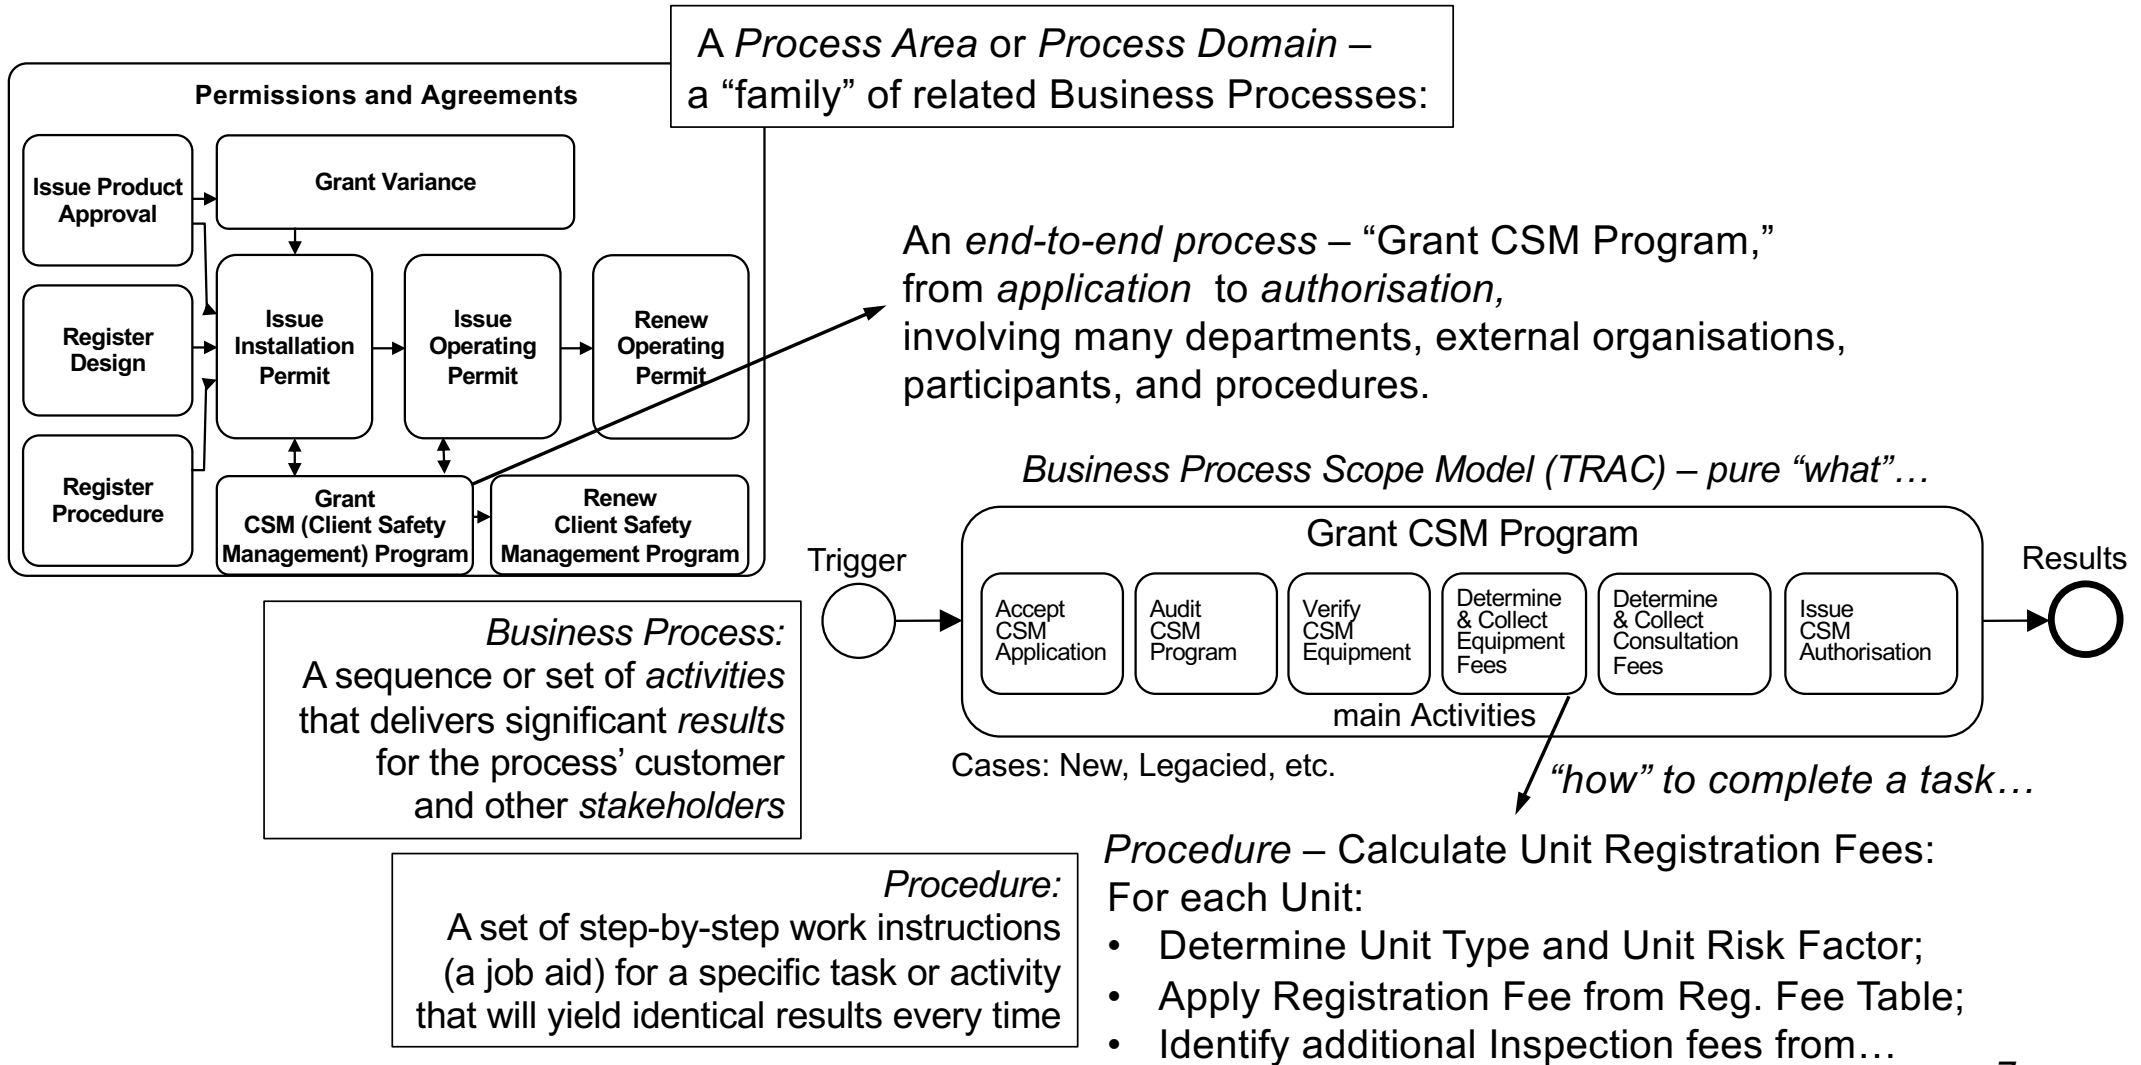 A Process Area or Process Domain –
a “family” of related Business Processes:
Permissions and Agreements
Issue Product
Approval
Grant Variance
Register
Design
Issue
Installation
Permit
Issue
Operating
Permit
Renew
Operating
Permit
Register
Procedure
Grant
CSM (Client Safety
Management) Program
Renew
Client Safety
Management Program
An end-to-end process – “Grant CSM Program,”
from application to authorisation,
involving many departments, external organisations,
participants, and procedures.
Business Process Scope Model (TRAC) – pure “what”…
Trigger
Grant CSM Program
Accept
CSM
Application
Audit
CSM
Program
Verify
CSM
Equipment
Determine
& Collect
Equipment
Fees
Determine
& Collect
Consultation
Fees
Issue
CSM
Authorisation
main Activities
Results
Cases: New, Legacied, etc.
“how” to complete a task…
Business Process:
A sequence or set of activities
that delivers significant results
for the process’ customer
and other stakeholders
Procedure:
A set of step-by-step work instructions
(a job aid) for a specific task or activity
that will yield identical results every time
Procedure – Calculate Unit Registration Fees:
For each Unit:
• Determine Unit Type and Unit Risk Factor;
• Apply Registration Fee from Reg. Fee Table;
• Identify additional Inspection fees from…